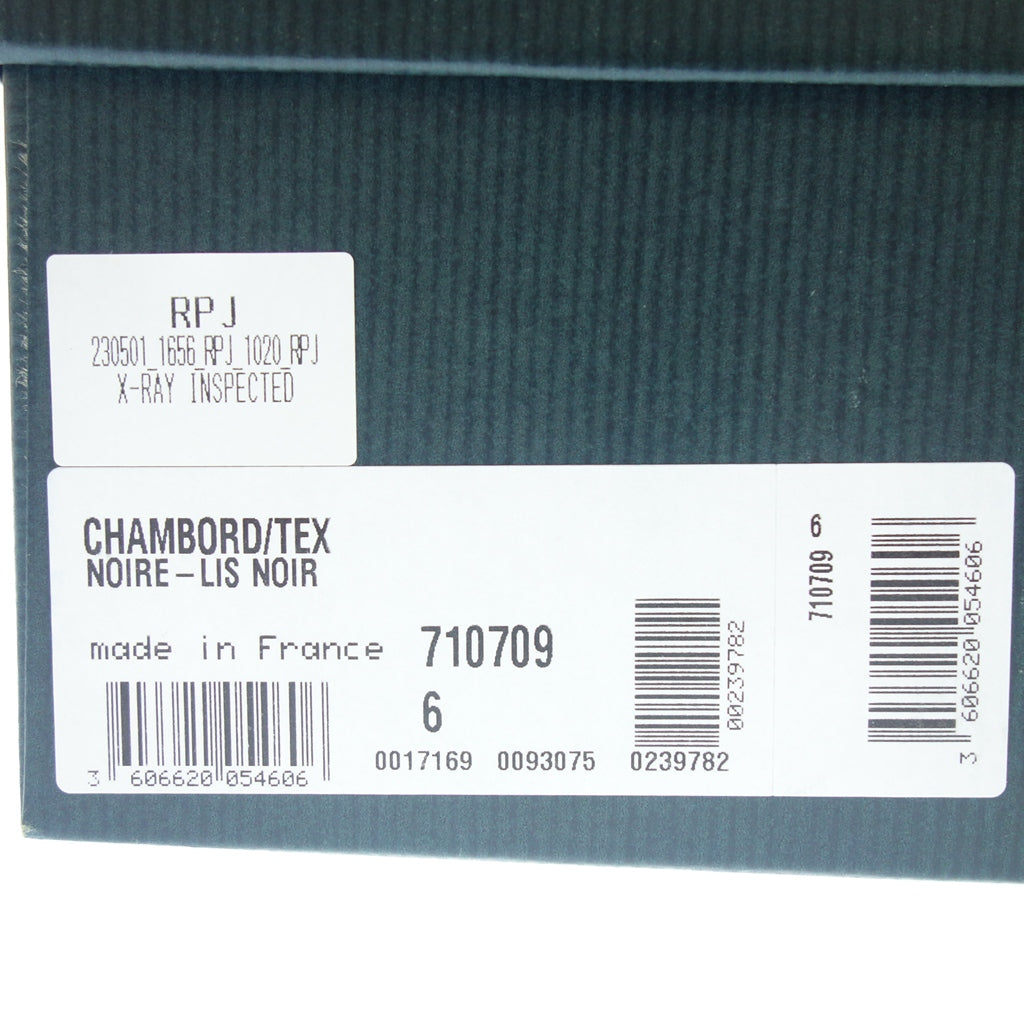 RPJ
230501_1656_RPJ_1020_RPJ
X-RAY INSPECTED
CHAMBORD/TEX
NOIRE – LIS NOIR
made in France 710709
6
3 606620 054606
0017169 0093075 0239782
00239782
710709 6
3 606620 054606